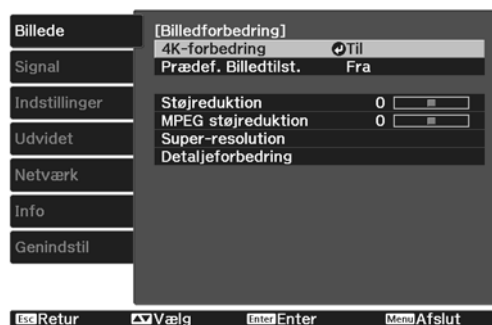 Billede
Signal
Indstillinger
Udvidet
Netværk
Info
Genindstil
[Billedforbedring]
4K-forbedring Til
Prædef. Billedtilst. Fra
Støjreduktion 0
MPEG støjreduktion 0
Super-resolution
Detaljeforbedring
Esc Retur Vælg Enter Enter Menu Afslut